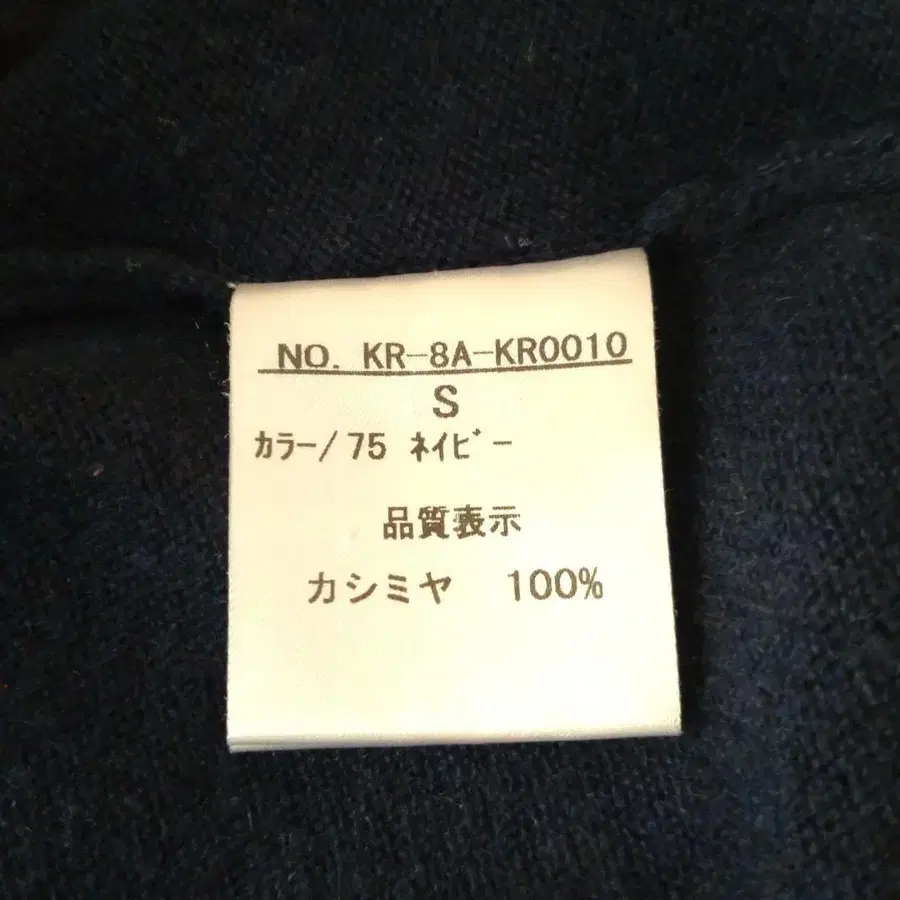 NO. KR-8A-KR0010
S
ｶﾗｰ/75 ﾈｲﾋﾞｰ
品質表示
カシミヤ 100%